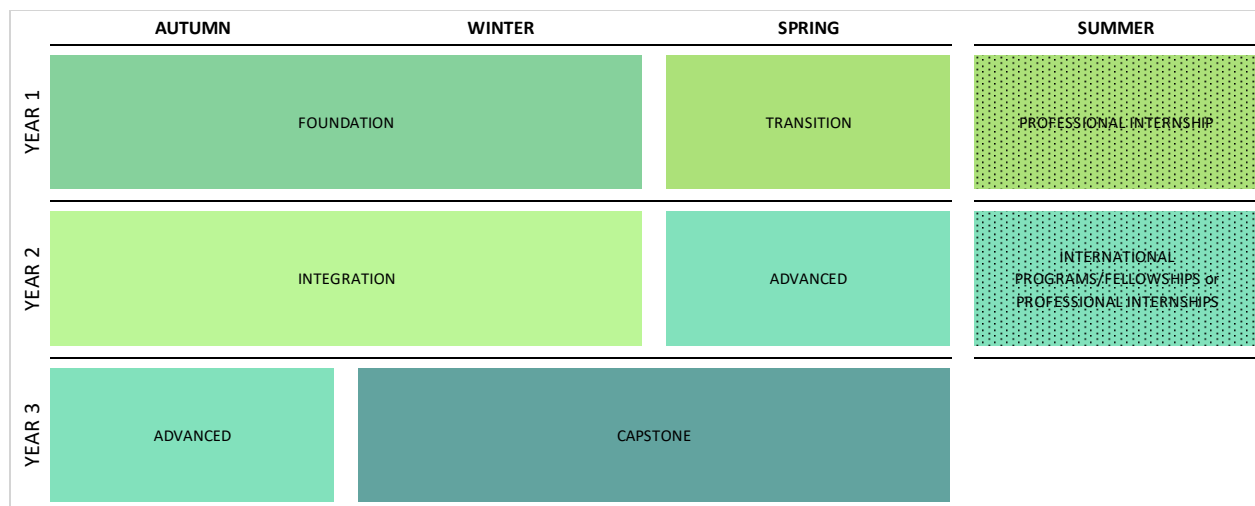 AUTUMN WINTER SPRING SUMMER
YEAR 1
FOUNDATION TRANSITION PROFESSIONAL INTERNSHIP
YEAR 2
INTEGRATION ADVANCED INTERNATIONAL
PROGRAMS/FELLOWSHIPS or
PROFESSIONAL INTERNSHIPS
YEAR 3
ADVANCED CAPSTONE